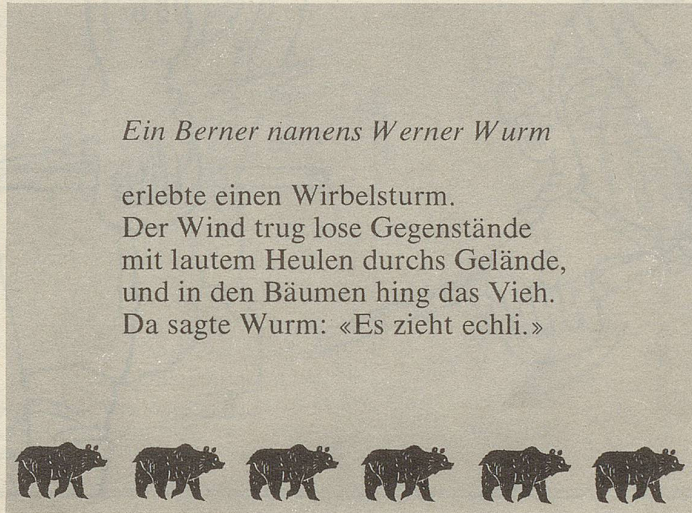 Ein Berner namens Werner Wurm
erlebte einen Wirbelsturm.
Der Wind trug lose Gegenstände
mit lautem Heulen durchs Gelände,
und in den Bäumen hing das Vieh.
Da sagte Wurm: «Es zieht echli.»